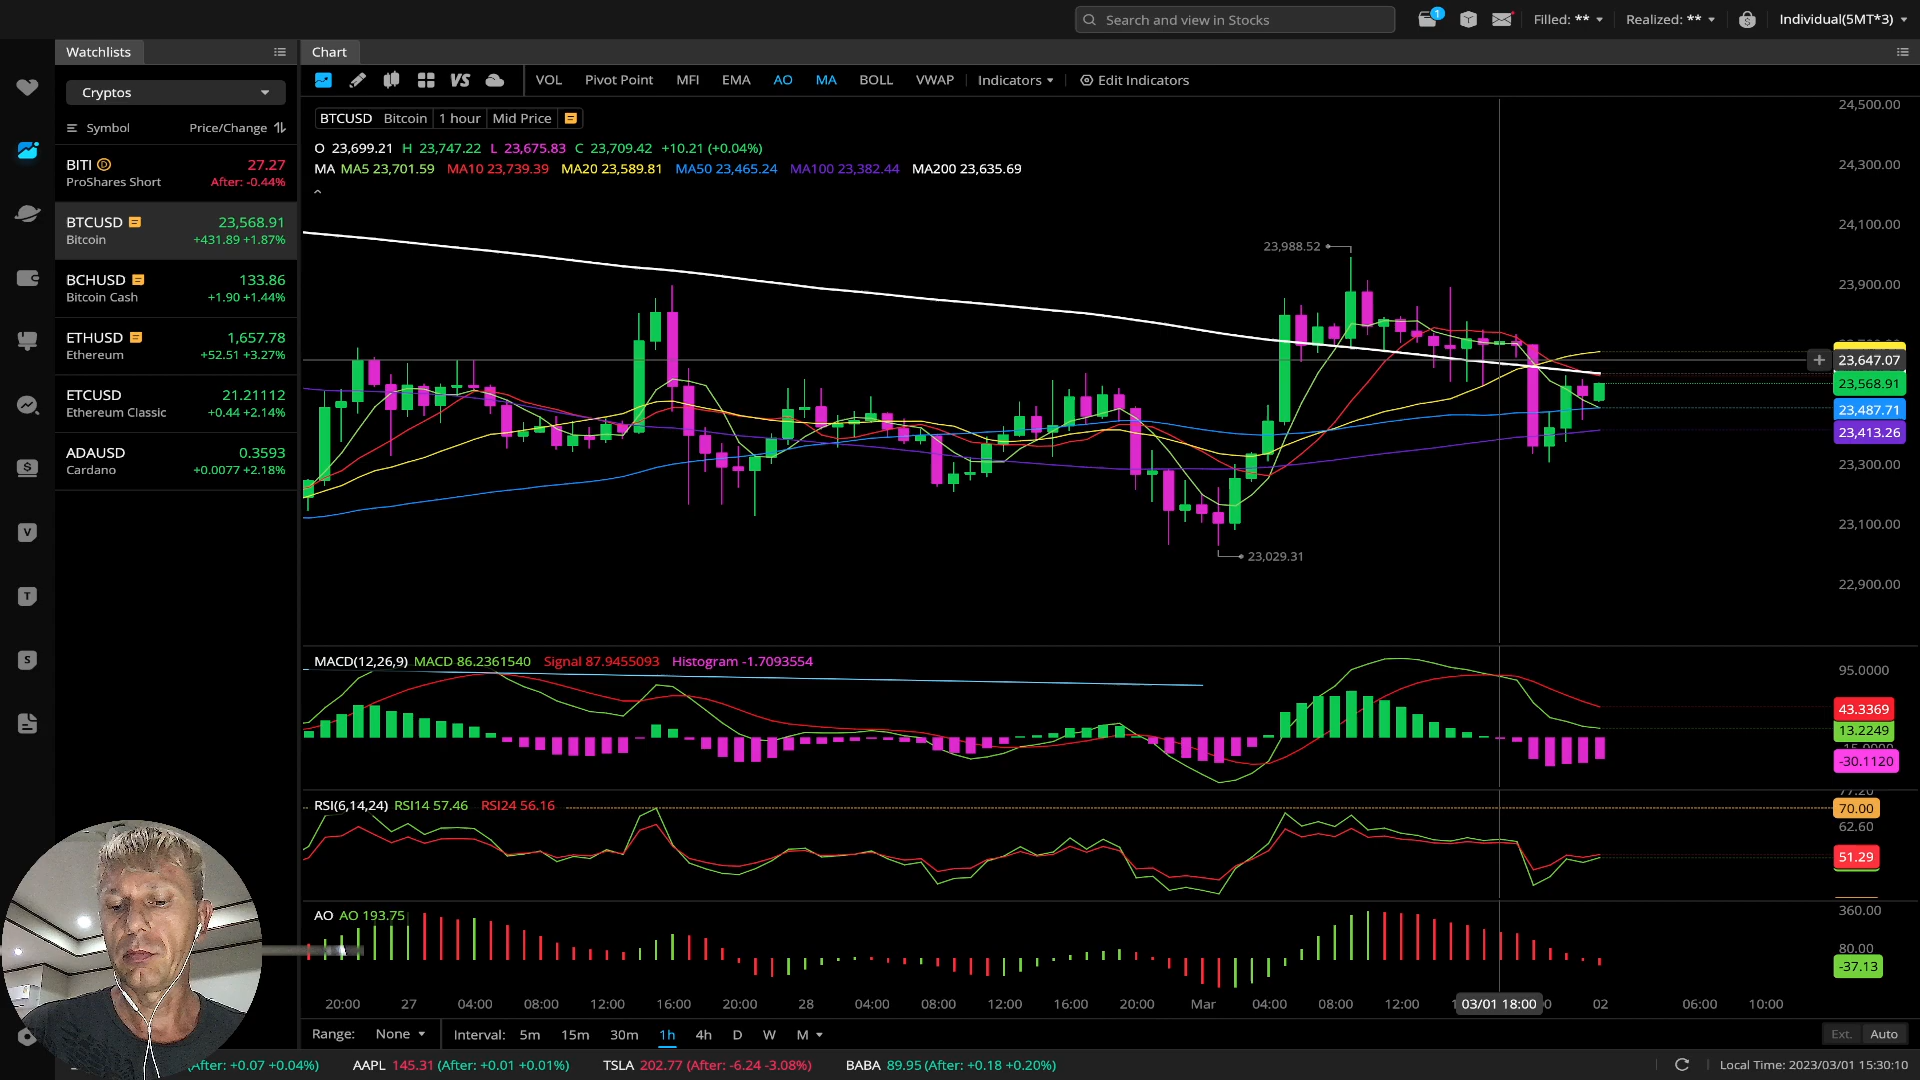 Search and view in Stocks
1
Filled: **
Realized: **
Individual(5MT*3)
Watchlists
Chart
Cryptos
VOL Pivot Point MFI EMA AO MA BOLL VWAP Indicators Edit Indicators
Symbol Price/Change
BTCUSD Bitcoin 1 hour Mid Price
O 23,699.21 H 23,747.22 L 23,675.83 C 23,709.42 +10.21 (+0.04%)
MA MA5 23,701.59 MA10 23,739.39 MA20 23,589.81 MA50 23,465.24 MA100 23,382.44 MA200 23,635.69
BITI 27.27
ProShares Short After: -0.44%
BTCUSD 23,568.91
Bitcoin +431.89 +1.87%
BCHUSD 133.86
Bitcoin Cash +1.90 +1.44%
ETHUSD 1,657.78
Ethereum +52.51 +3.27%
ETCUSD 21.21112
Ethereum Classic +0.44 +2.14%
ADAUSD 0.3593
Cardano +0.0077 +2.18%
23,988.52
23,029.31
24,500.00
24,300.00
24,100.00
23,900.00
23,647.07
23,568.91
23,487.71
23,413.26
23,300.00
23,100.00
22,900.00
MACD(12,26,9) MACD 86.2361540 Signal 87.9455093 Histogram -1.7093554
95.0000
43.3369
13.2249
-30.1120
RSI(6,14,24) RSI14 57.46 RSI24 56.16
70.00
62.60
51.29
AO AO 193.75
360.00
80.00
-37.13
20:00 27 04:00 08:00 12:00 16:00 20:00 28 04:00 08:00 12:00 16:00 20:00 Mar 04:00 08:00 12:00 03/01 18:00 02 06:00 10:00
Range: None Interval: 5m 15m 30m 1h 4h D W M
Ext. Auto
(After: +0.07 +0.04%) AAPL 145.31 (After: +0.01 +0.01%) TSLA 202.77 (After: -6.24 -3.08%) BABA 89.95 (After: +0.18 +0.20%)
Local Time: 2023/03/01 15:30:10